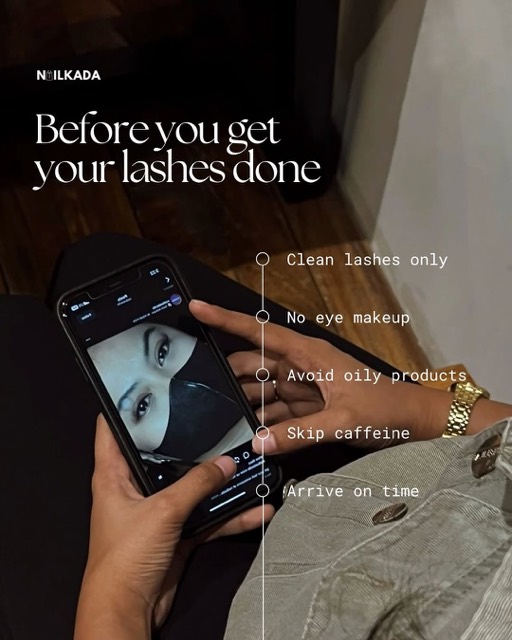 NAILKADA
Before you get
your lashes done
Clean lashes only
No eye makeup
Avoid oily products
Skip caffeine
Arrive on time